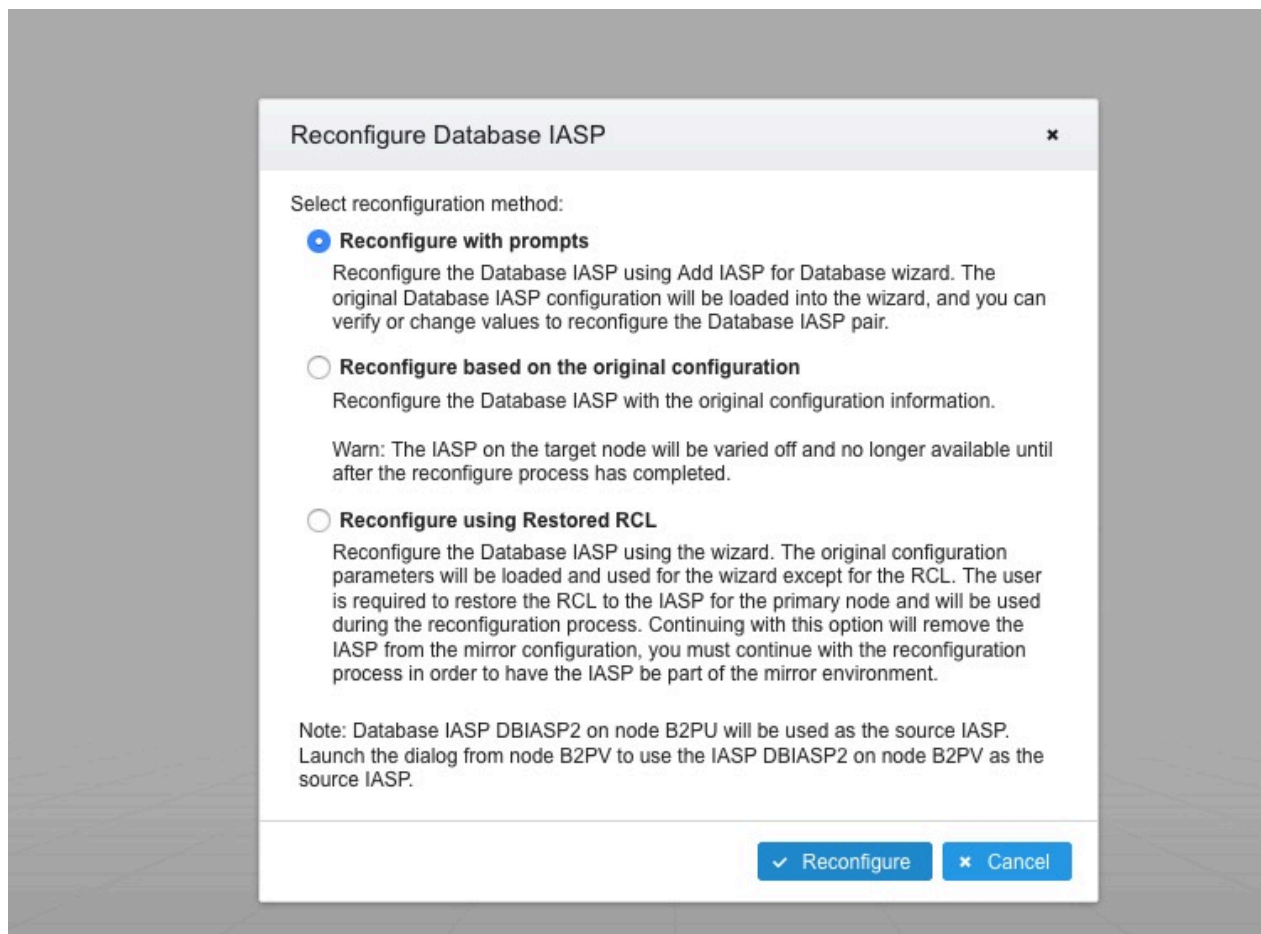 Reconfigure Database IASP
Select reconfiguration method:
Reconfigure with prompts
Reconfigure the Database IASP using Add IASP for Database wizard. The
original Database IASP configuration will be loaded into the wizard, and you can
verify or change values to reconfigure the Database IASP pair.
Reconfigure based on the original configuration
Reconfigure the Database IASP with the original configuration information.
Warn: The IASP on the target node will be varied off and no longer available until
after the reconfigure process has completed.
Reconfigure using Restored RCL
Reconfigure the Database IASP using the wizard. The original configuration
parameters will be loaded and used for the wizard except for the RCL. The user
is required to restore the RCL to the IASP for the primary node and will be used
during the reconfiguration process. Continuing with this option will remove the
IASP from the mirror configuration, you must continue with the reconfiguration
process in order to have the IASP be part of the mirror environment.
Note: Database IASP DBIASP2 on node B2PU will be used as the source IASP.
Launch the dialog from node B2PV to use the IASP DBIASP2 on node B2PV as the
source IASP.
Reconfigure
Cancel